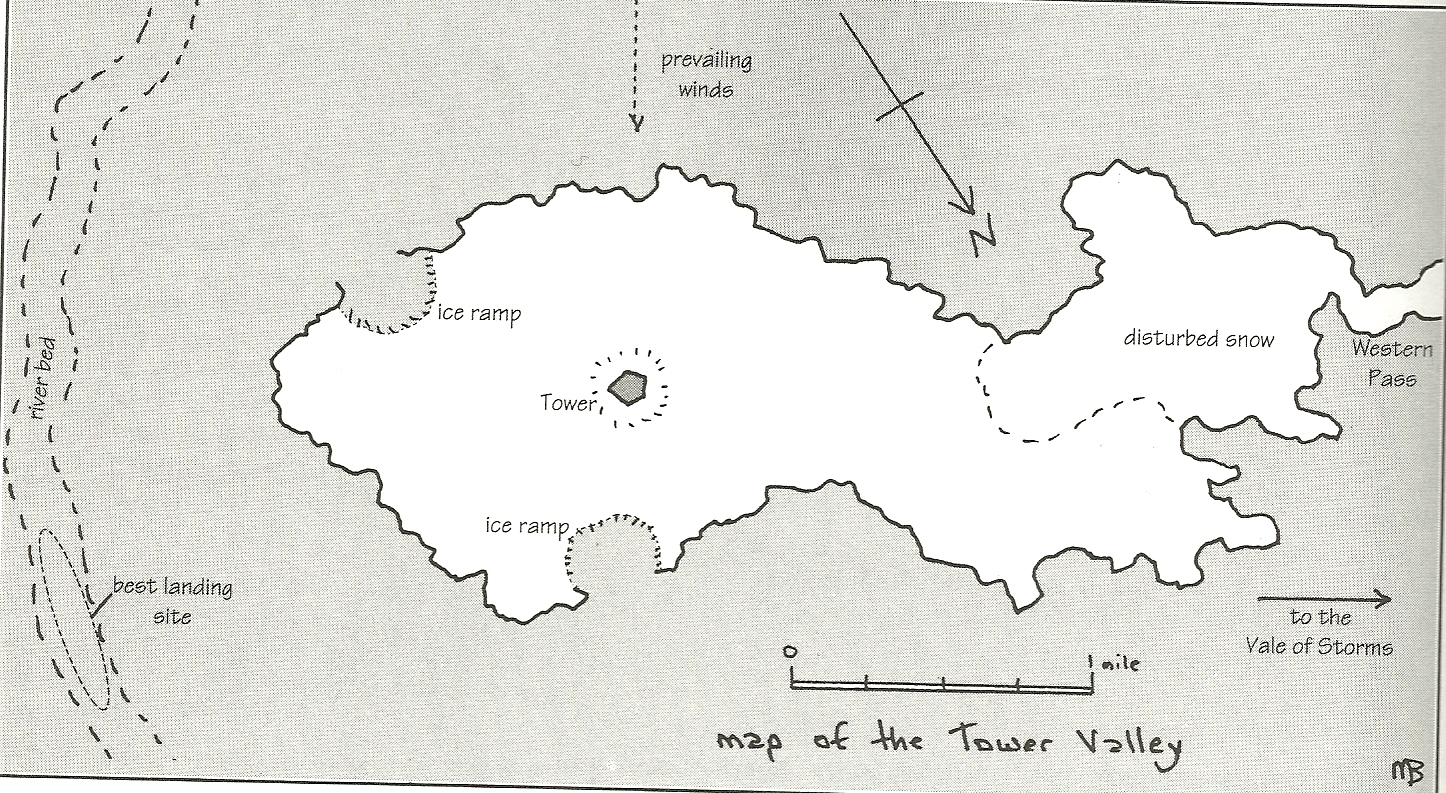 prevailing
winds
N
ice ramp
disturbed snow
Western
Pass
river bed
Tower
ice ramp
best landing
site
to the
Vale of Storms
0
1 mile
map of the Tower Valley
MB